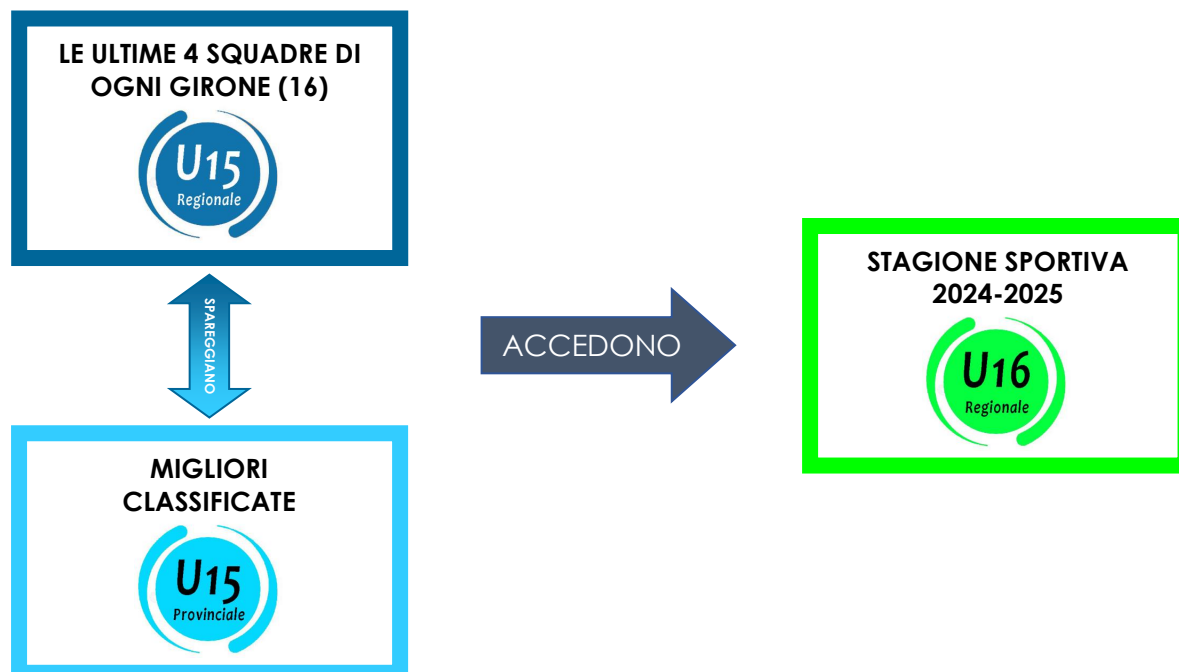 LE ULTIME 4 SQUADRE DI
OGNI GIRONE (16)
U15
Regionale
SPAREGGIANO
MIGLIORI
CLASSIFICATE
U15
Provinciale
ACCEDONO
STAGIONE SPORTIVA
2024-2025
U16
Regionale